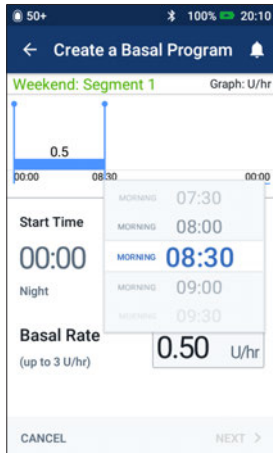 50+ 100% 20:10
Create a Basal Program
Weekend: Segment 1 Graph: U/hr
0.5
00:00 08:30 00:00
MORNING 07:30
Start Time MORNING 08:00
00:00 MORNING 08:30
Night MORNING 09:00
MORNING 09:30
Basal Rate
(up to 3 U/hr) 0.50 U/hr
CANCEL NEXT >